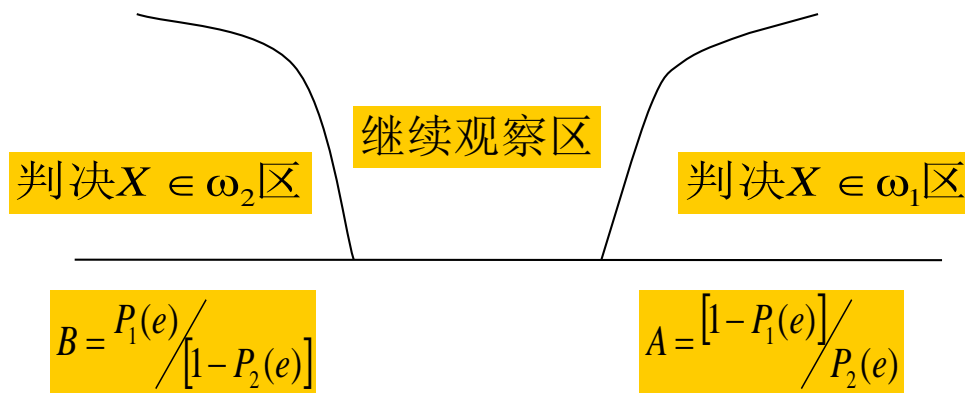 继续观察区
判决X ∈ ω₂区
判决X ∈ ω₁区
B = P₁(e)/[1 − P₂(e)]
A = [1 − P₁(e)]/P₂(e)